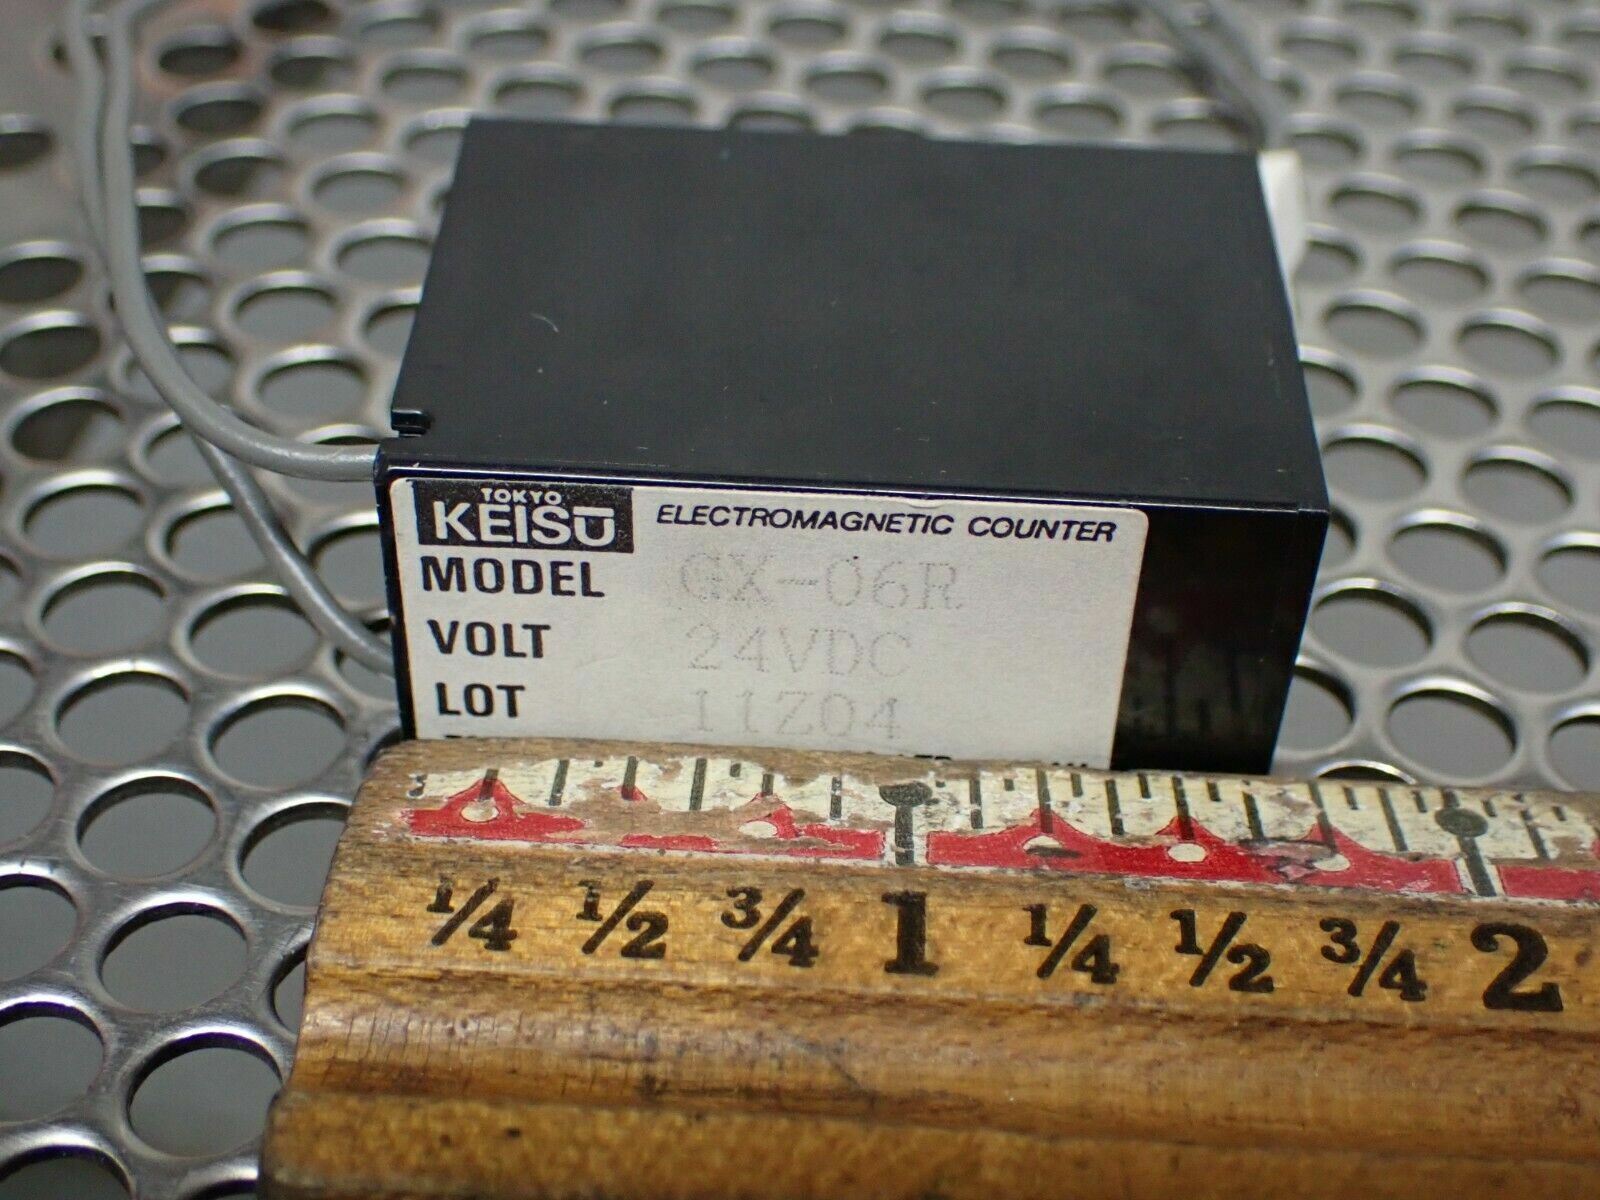 TOKYO
KEISU ELECTROMAGNETIC COUNTER
MODEL GX-06R
VOLT 24VDC
LOT 11Z04
1/4 1/2 3/4 1 1/4 1/2 3/4 2